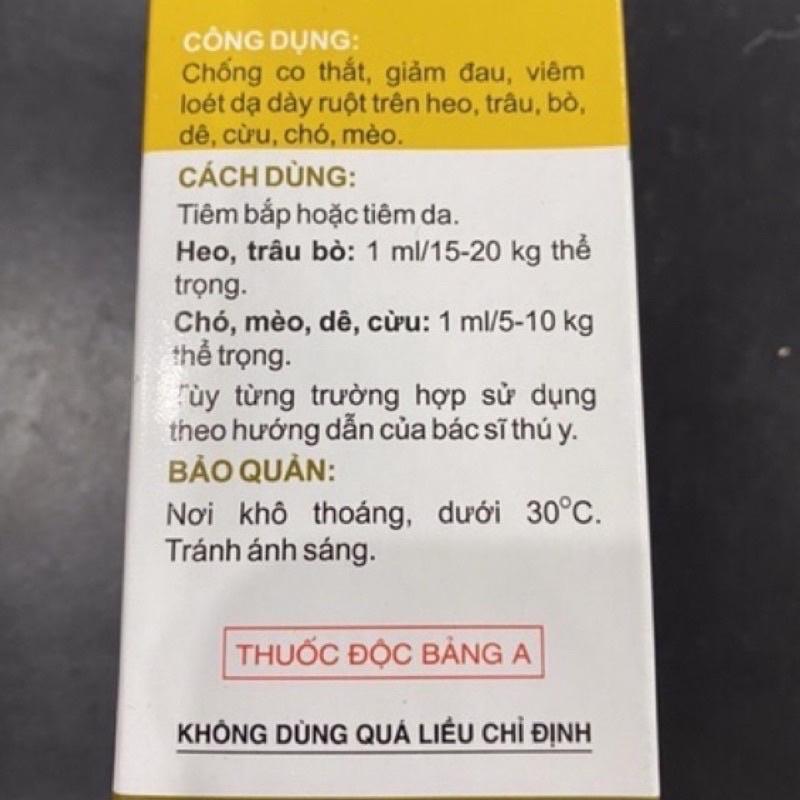 CÔNG DỤNG:
Chống co thắt, giảm đau, viêm
loét dạ dày ruột trên heo, trâu, bò,
dê, cừu, chó, mèo.
CÁCH DÙNG:
Tiêm bắp hoặc tiêm da.
Heo, trâu bò: 1 ml/15-20 kg thể
trọng.
Chó, mèo, dê, cừu: 1 ml/5-10 kg
thể trọng.
Tùy từng trường hợp sử dụng
theo hướng dẫn của bác sĩ thú y.
BẢO QUẢN:
Nơi khô thoáng, dưới 30°C.
Tránh ánh sáng.
THUỐC ĐỘC BẢNG A
KHÔNG DÙNG QUÁ LIỀU CHỈ ĐỊNH